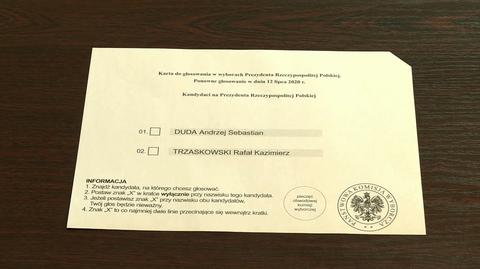 Karta do głosowania w wyborach Prezydenta Rzeczypospolitej Polskiej.
Ponowne głosowanie w dniu 12 lipca 2020 r.
Kandydaci na Prezydenta Rzeczypospolitej Polskiej
01. DUDA Andrzej Sebastian
02. TRZASKOWSKI Rafał Kazimierz
INFORMACJA
1. Znajdź kandydata, na którego chcesz głosować.
2. Postaw znak „X” w kratce wyłącznie przy nazwisku tego kandydata.
3. Jeżeli postawisz znak „X” przy nazwisku obu kandydatów,
Twój głos będzie nieważny.
4. Znak „X” to co najmniej dwie linie przecinające się wewnątrz kratki.
pieczęć
obwodowej
komisji
wyborczej
PAŃSTWOWA KOMISJA WYBORCZA